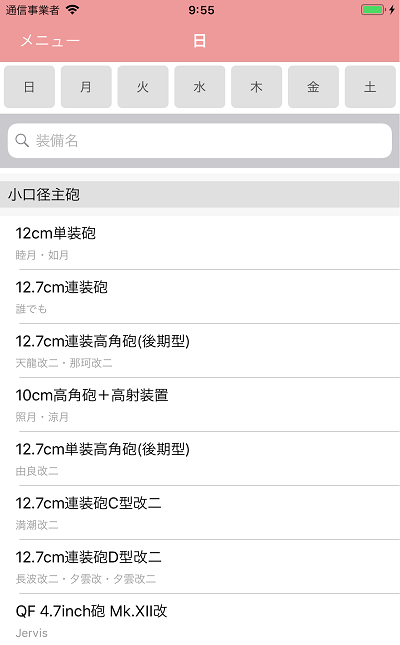 通信事業者 9:55
メニュー 日
日 月 火 水 木 金 土
装備名
小口径主砲
12cm単装砲
睦月・如月
12.7cm連装砲
誰でも
12.7cm連装高角砲(後期型)
天龍改二・那珂改二
10cm高角砲＋高射装置
照月・涼月
12.7cm単装高角砲(後期型)
由良改二
12.7cm連装砲C型改二
満潮改二
12.7cm連装砲D型改二
長波改二・夕雲改・夕雲改二
QF 4.7inch砲 Mk.XII改
Jervis